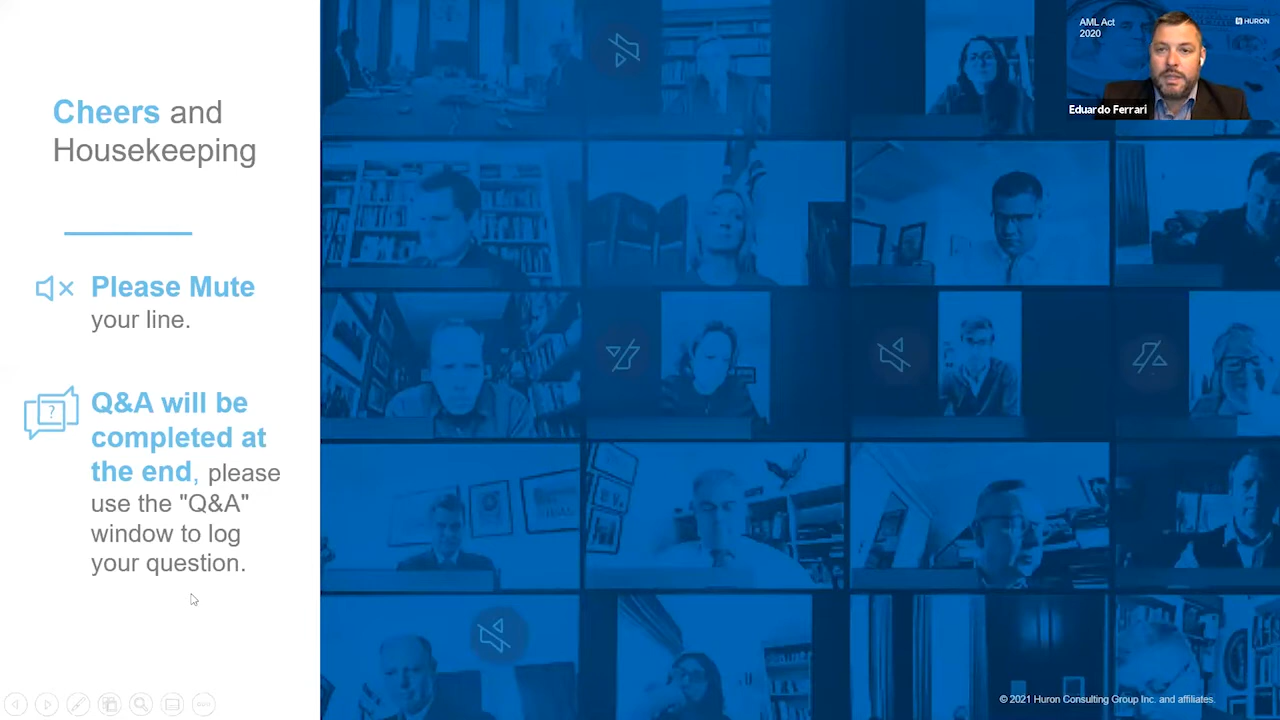 Cheers and
Housekeeping
Please Mute
your line.
?
Q&A will be
completed at
the end, please
use the "Q&A"
window to log
your question.
AML Act
2020
HURON
Eduardo Ferrari
© 2021 Huron Consulting Group Inc. and affiliates.